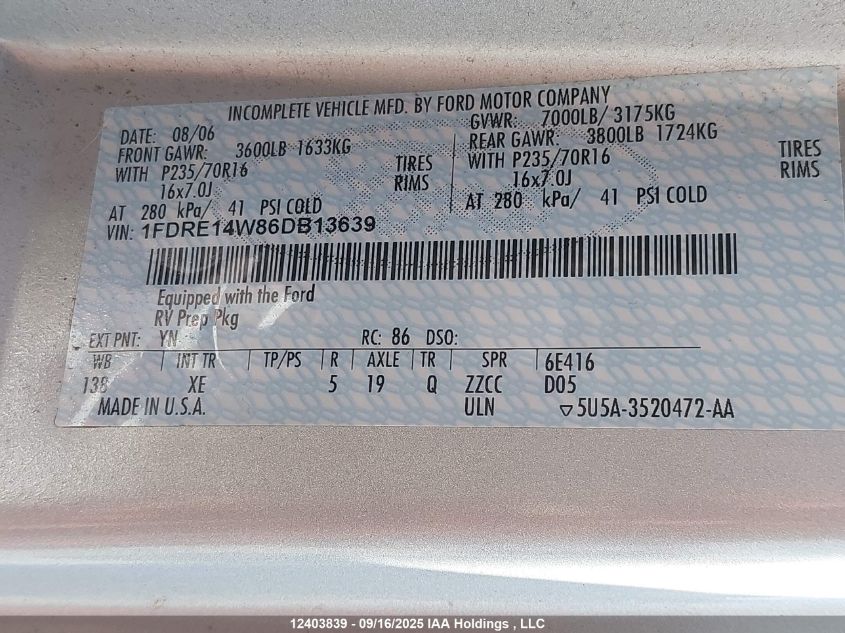 INCOMPLETE VEHICLE MFD. BY FORD MOTOR COMPANY
DATE: 08/06 GVWR: 7000LB/ 3175KG
FRONT GAWR: 3600LB 1633KG REAR GAWR: 3800LB 1724KG
WITH P235/70R16 TIRES WITH P235/70R16 TIRES
16x7.0J RIMS 16x7.0J RIMS
AT 280 kPa/ 41 PSI COLD AT 280 kPa/ 41 PSI COLD
VIN: 1FDRE14W86DB13639
Equipped with the Ford
RV Prep Pkg
EXT PNT: YN RC: 86 DSO:
WB INT TR TP/PS R AXLE TR SPR 6E416
138 XE 5 19 Q ZZCC D05
MADE IN U.S.A. ULN ▽5U5A-3520472-AA
12403839 - 09/16/2025 IAA Holdings , LLC